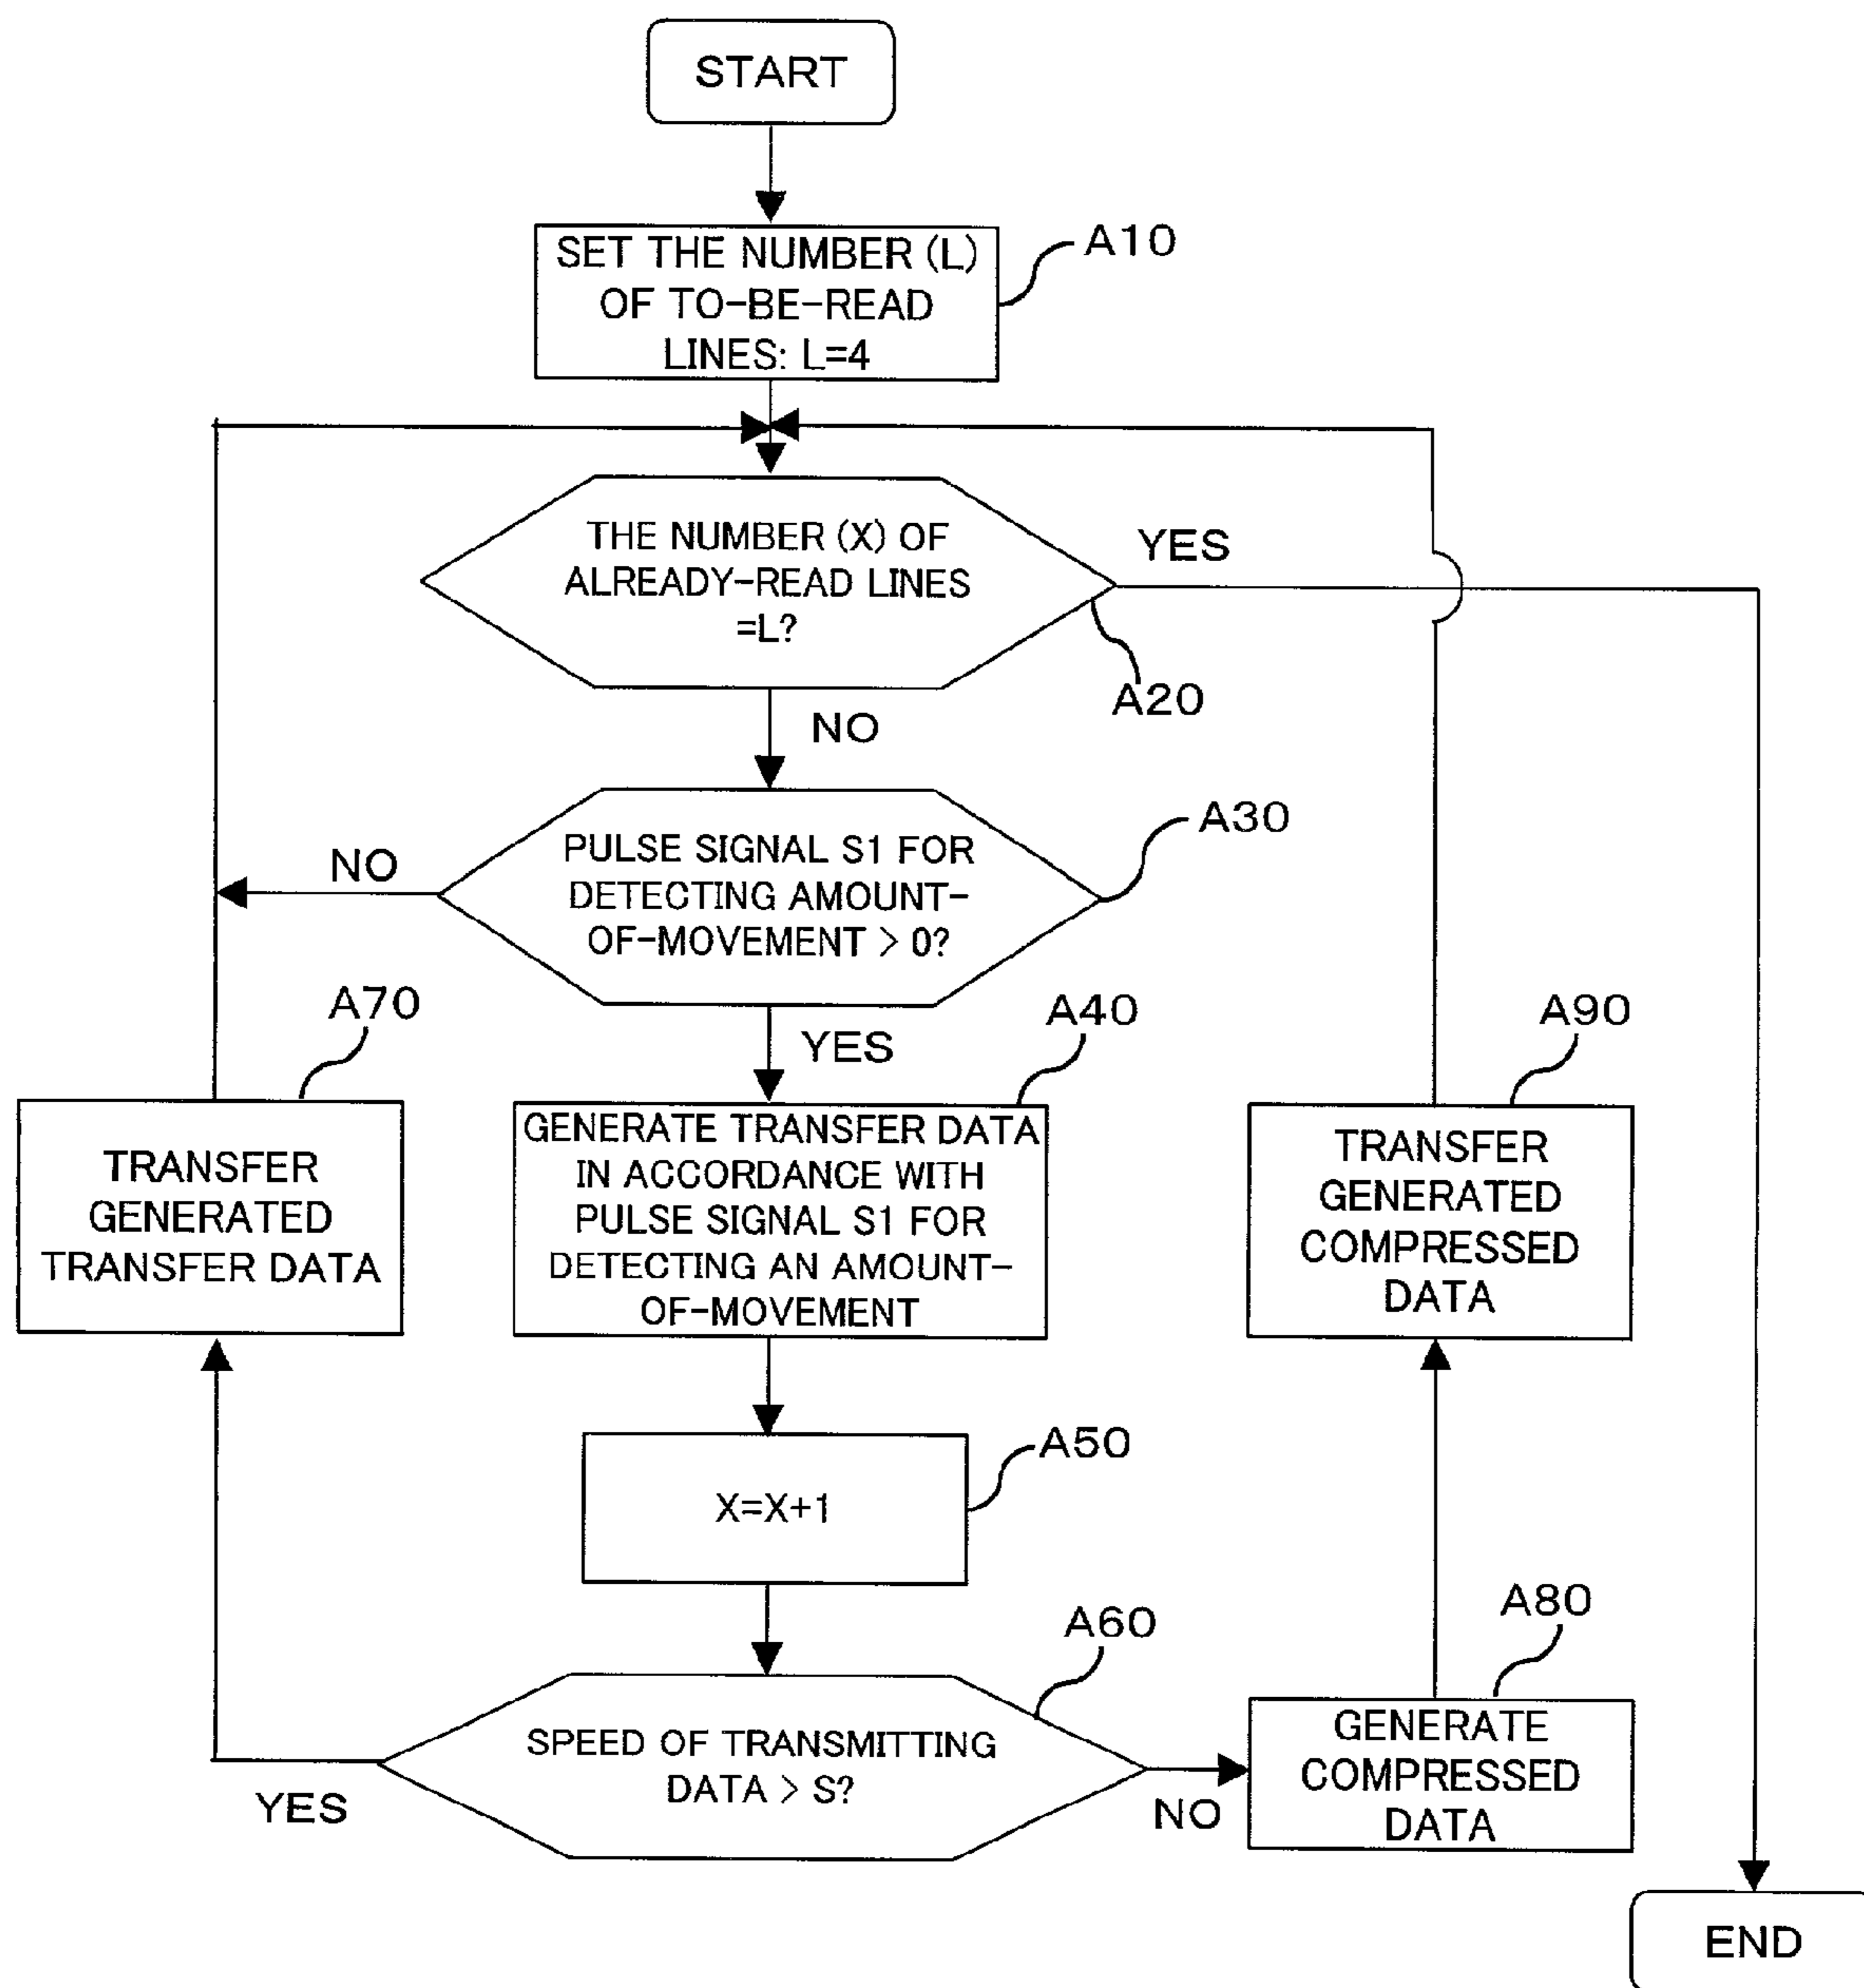 START
SET THE NUMBER (L)
OF TO-BE-READ
LINES: L=4
A10
THE NUMBER (X) OF
ALREADY-READ LINES
=L?
YES
A20
NO
PULSE SIGNAL S1 FOR
DETECTING AMOUNT-
OF-MOVEMENT > 0?
A30
NO
YES
A70
TRANSFER
GENERATED
TRANSFER DATA
A40
GENERATE TRANSFER DATA
IN ACCORDANCE WITH
PULSE SIGNAL S1 FOR
DETECTING AN AMOUNT-
OF-MOVEMENT
A90
TRANSFER
GENERATED
COMPRESSED
DATA
A50
X=X+1
A60
SPEED OF TRANSMITTING
DATA > S?
YES
NO
A80
GENERATE
COMPRESSED
DATA
END